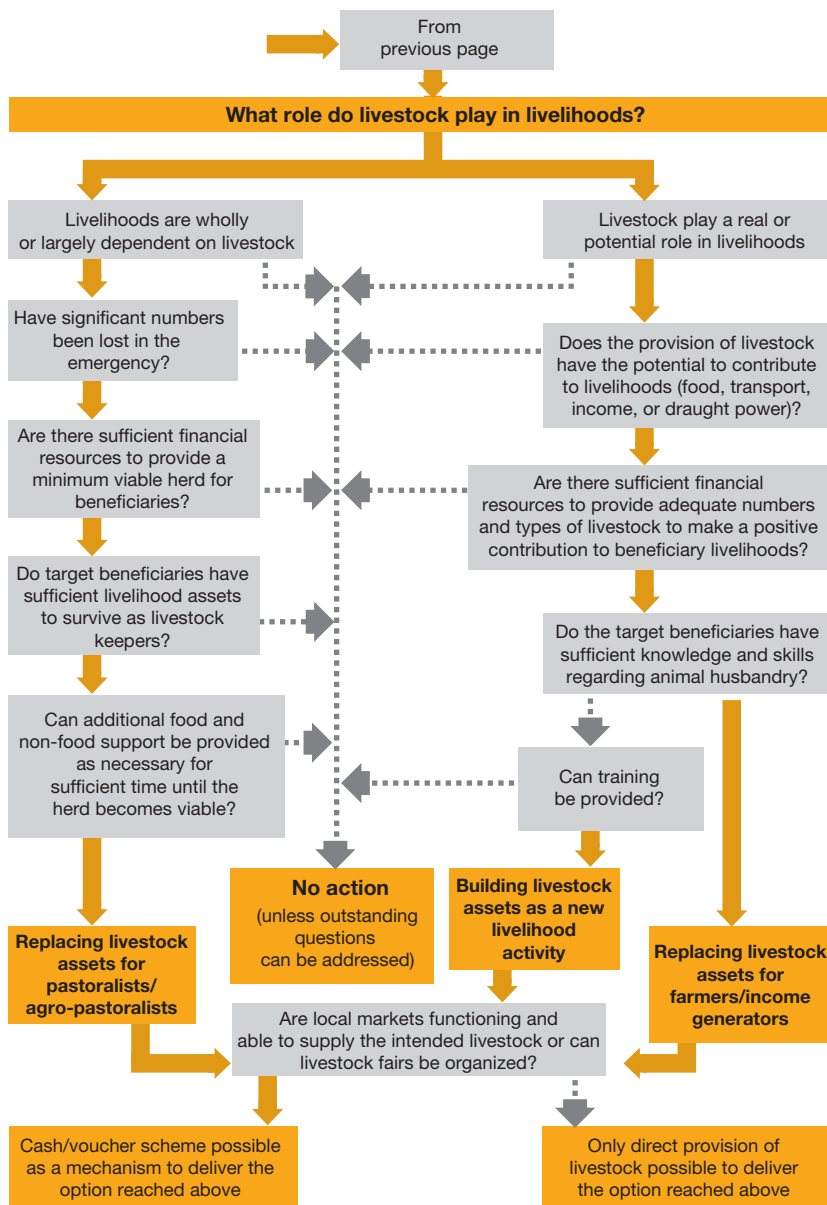 From
previous page
What role do livestock play in livelihoods?
Livelihoods are wholly
or largely dependent on livestock
Livestock play a real or
potential role in livelihoods
Have significant numbers
been lost in the
emergency?
Does the provision of livestock
have the potential to contribute
to livelihoods (food, transport,
income, or draught power)?
Are there sufficient financial
resources to provide a
minimum viable herd for
beneficiaries?
Are there sufficient financial
resources to provide adequate numbers
and types of livestock to make a positive
contribution to beneficiary livelihoods?
Do target beneficiaries have
sufficient livelihood assets
to survive as livestock
keepers?
Do the target beneficiaries have
sufficient knowledge and skills
regarding animal husbandry?
Can additional food and
non-food support be provided
as necessary for
sufficient time until the
herd becomes viable?
Can training
be provided?
No action
(unless outstanding
questions
can be addressed)
Building livestock
assets as a new
livelihood
activity
Replacing livestock
assets for
pastoralists/
agro-pastoralists
Replacing livestock
assets for
farmers/income
generators
Are local markets functioning and
able to supply the intended livestock or can
livestock fairs be organized?
Cash/voucher scheme possible
as a mechanism to deliver the
option reached above
Only direct provision of
livestock possible to deliver
the option reached above